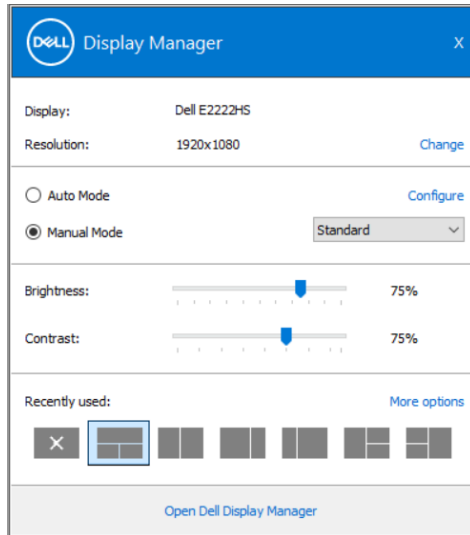 DELL Display Manager X
Display: Dell E2222HS
Resolution: 1920x1080 Change
Auto Mode Configure
Manual Mode Standard
Brightness: 75%
Contrast: 75%
Recently used: More options
Open Dell Display Manager